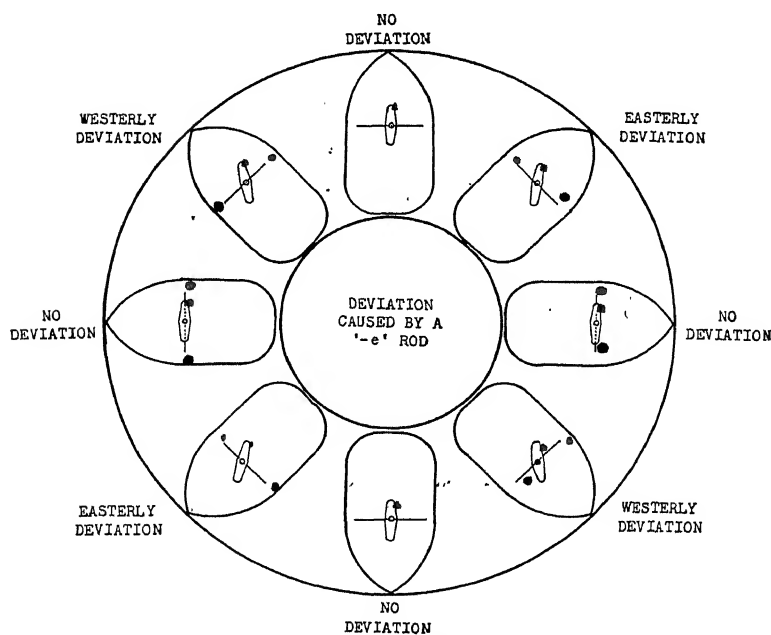 NO
DEVIATION
WESTERLY
DEVIATION
EASTERLY
DEVIATION
NO
DEVIATION
DEVIATION
CAUSED BY A
'-e' ROD
NO
DEVIATION
EASTERLY
DEVIATION
WESTERLY
DEVIATION
NO
DEVIATION